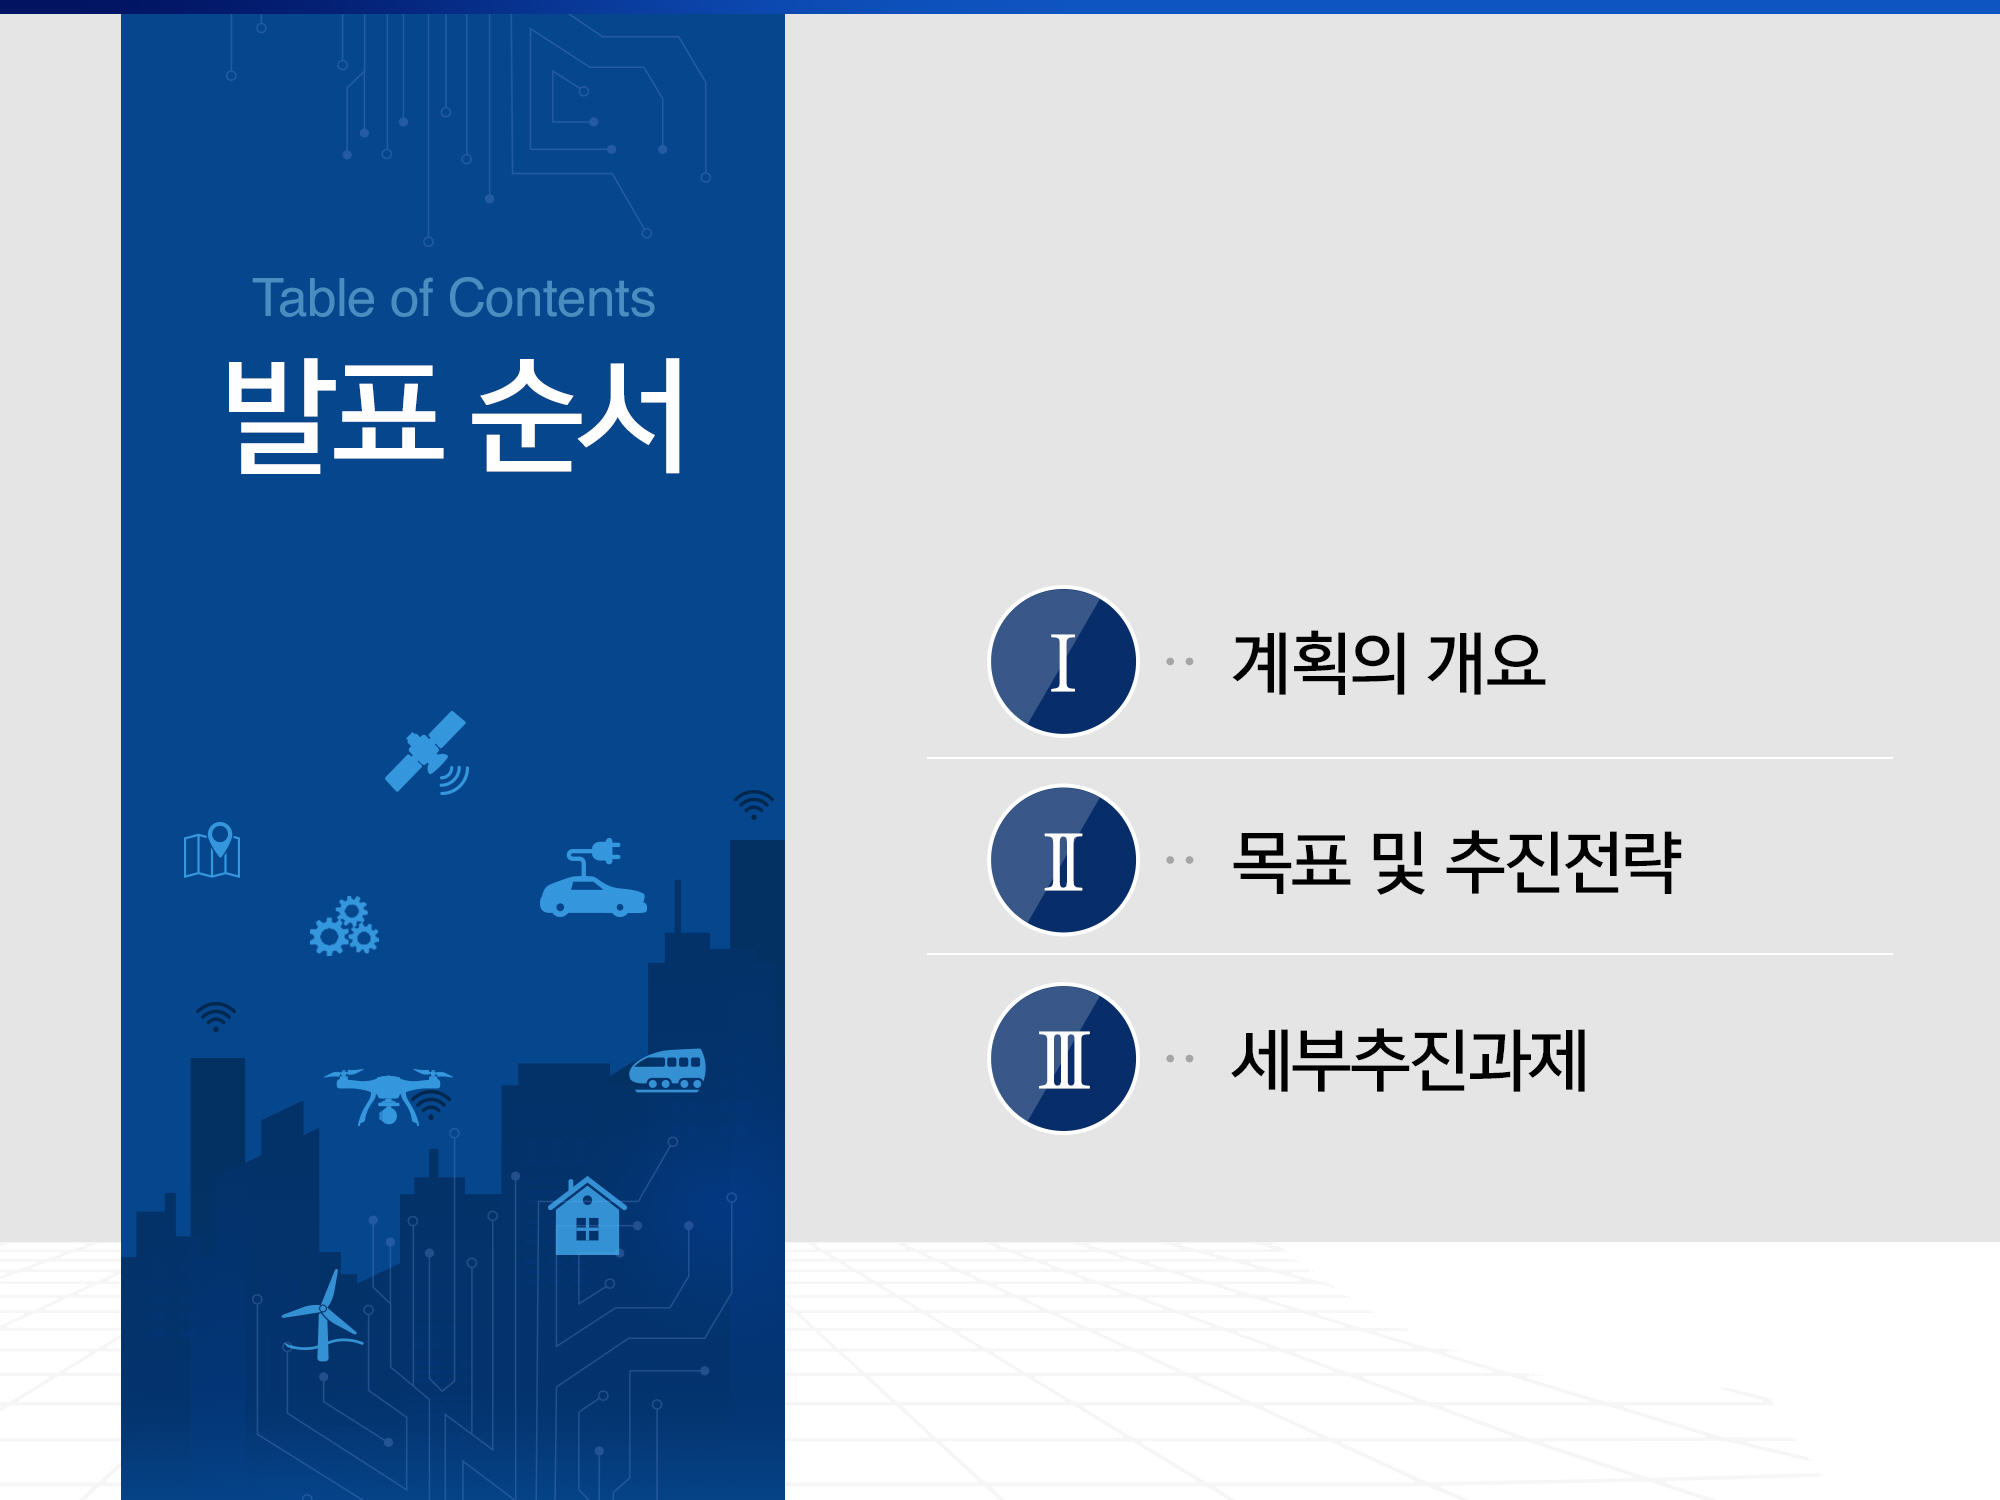 Table of Contents
발표 순서
Ⅰ 계획의 개요
Ⅱ 목표 및 추진전략
Ⅲ 세부추진과제